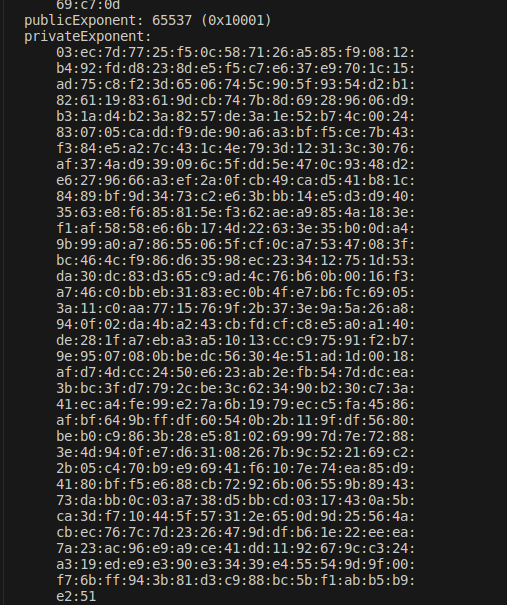 69:c7:0d
publicExponent: 65537 (0x10001)
privateExponent:
03:ec:7d:77:25:f5:0c:58:71:26:a5:85:f9:08:12:
b4:92:fd:d8:23:8d:e5:f5:c7:e6:37:e9:70:1c:15:
ad:75:c8:f2:3d:65:06:74:5c:90:5f:93:54:d2:b1:
82:61:19:83:61:9d:cb:74:7b:8d:69:28:96:06:d9:
b3:1a:d4:b2:3a:82:57:de:3a:1e:52:b7:4c:00:24:
83:07:05:ca:dd:f9:de:90:a6:a3:bf:f5:ce:7b:43:
f3:84:e5:a2:7c:43:1c:4e:79:3d:12:31:3c:30:76:
af:37:4a:d9:39:09:6c:5f:dd:5e:47:0c:93:48:d2:
e6:27:96:66:a3:ef:2a:0f:cb:49:ca:d5:41:b8:1c:
84:89:bf:9d:34:73:c2:e6:3b:bb:14:e5:d3:d9:40:
35:63:e8:f6:85:81:5e:f3:62:ae:a9:85:4a:18:3e:
f1:af:58:58:e6:6b:17:4d:22:63:3e:35:b0:0d:a4:
9b:99:a0:a7:86:55:06:5f:cf:0c:a7:53:47:08:3f:
bc:46:4c:f9:86:d6:35:98:ec:23:34:12:75:1d:53:
da:30:dc:83:d3:65:c9:ad:4c:76:b6:0b:00:16:f3:
a7:46:c0:bb:eb:31:83:ec:0b:4f:e7:b6:fc:69:05:
3a:11:c0:aa:77:15:76:9f:2b:37:3e:9a:5a:26:a8:
94:0f:02:da:4b:a2:43:cb:fd:cf:c8:e5:a0:a1:40:
de:28:1f:a7:eb:a3:a5:10:13:cc:c9:75:91:f2:b7:
9e:95:07:08:0b:be:dc:56:30:4e:51:ad:1d:00:18:
af:d7:4d:cc:24:50:e6:23:ab:2e:fb:54:7d:dc:ea:
3b:bc:3f:d7:79:2c:be:3c:62:34:90:b2:30:c7:3a:
41:ec:a4:fe:99:e2:7a:6b:19:79:ec:c5:fa:45:86:
af:bf:64:9b:ff:df:60:54:0b:2b:11:9f:df:56:80:
be:b0:c9:86:3b:28:e5:81:02:69:99:7d:7e:72:88:
3e:4d:94:0f:e7:d6:31:08:26:7b:9c:52:21:69:c2:
2b:05:c4:70:b9:e9:69:41:f6:10:7e:74:ea:85:d9:
41:80:bf:f5:e6:88:cb:72:92:6b:06:55:9b:89:43:
73:da:bb:0c:03:a7:38:d5:bb:cd:03:17:43:0a:5b:
ca:3d:f7:10:44:5f:57:31:2e:65:0d:9d:25:56:4a:
cb:ec:76:7c:7d:23:26:47:9d:df:b6:1e:22:ee:ea:
7a:23:ac:96:e9:a9:ce:41:dd:11:92:67:9c:c3:24:
a3:19:ed:e9:e3:90:e3:34:39:e4:55:54:9d:9f:00:
f7:6b:ff:94:3b:81:d3:c9:88:bc:5b:f1:ab:b5:b9:
e2:51